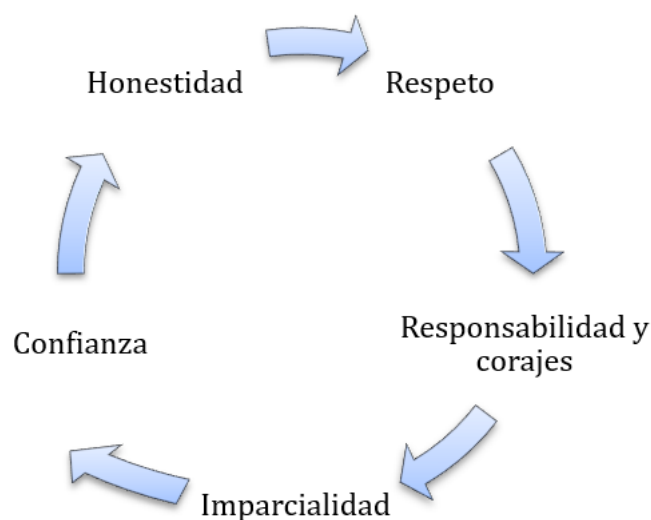 Honestidad
Respeto
Responsabilidad y
corajes
Imparcialidad
Confianza